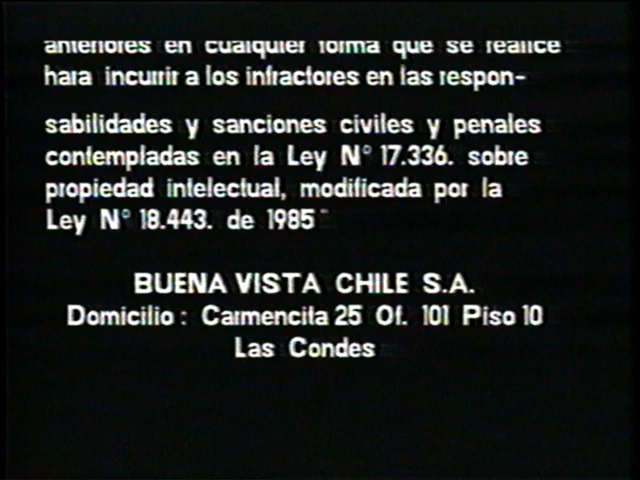 anteriores en cualquier forma que se realice
hara incurrir a los infractores en las respon-
sabilidades y sanciones civiles y penales
contempladas en la Ley N° 17.336. sobre
propiedad intelectual, modificada por la
Ley N° 18.443. de 1985"
BUENA VISTA CHILE S.A.
Domicilio : Carmencita 25 Of. 101 Piso 10
Las Condes